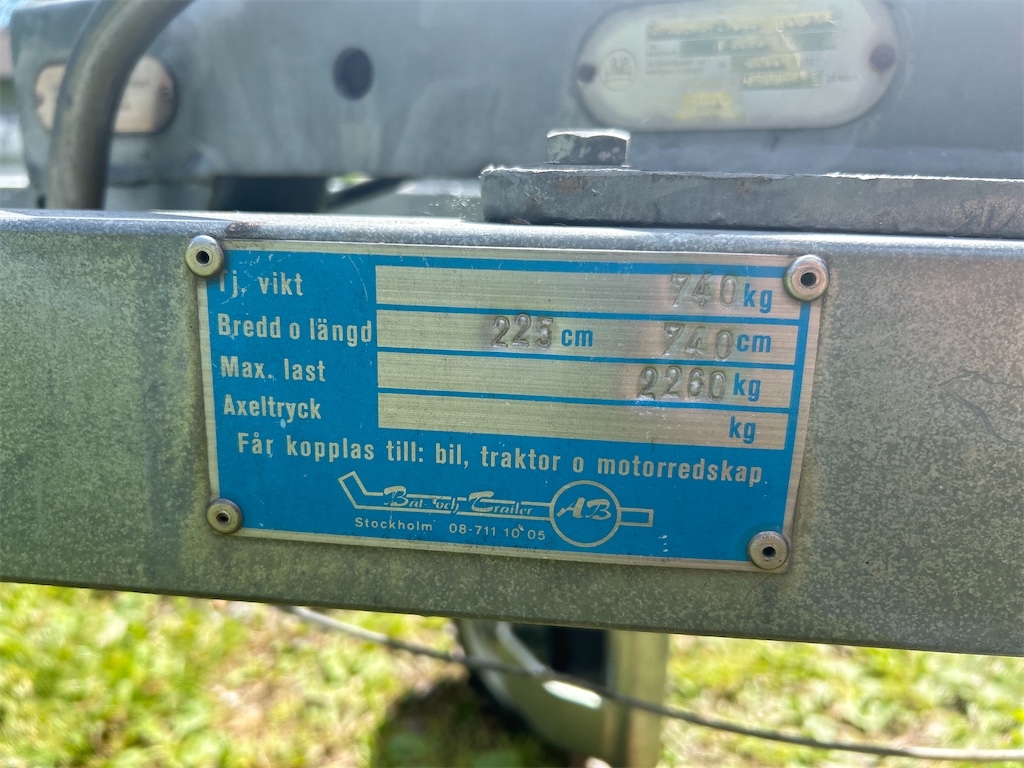 Tj. vikt 740 kg
Bredd o längd 225 cm 740 cm
Max. last 2260 kg
Axeltryck kg
Får kopplas till: bil, traktor o motorredskap
Båt- och Trailer AB
Stockholm 08-711 10 05